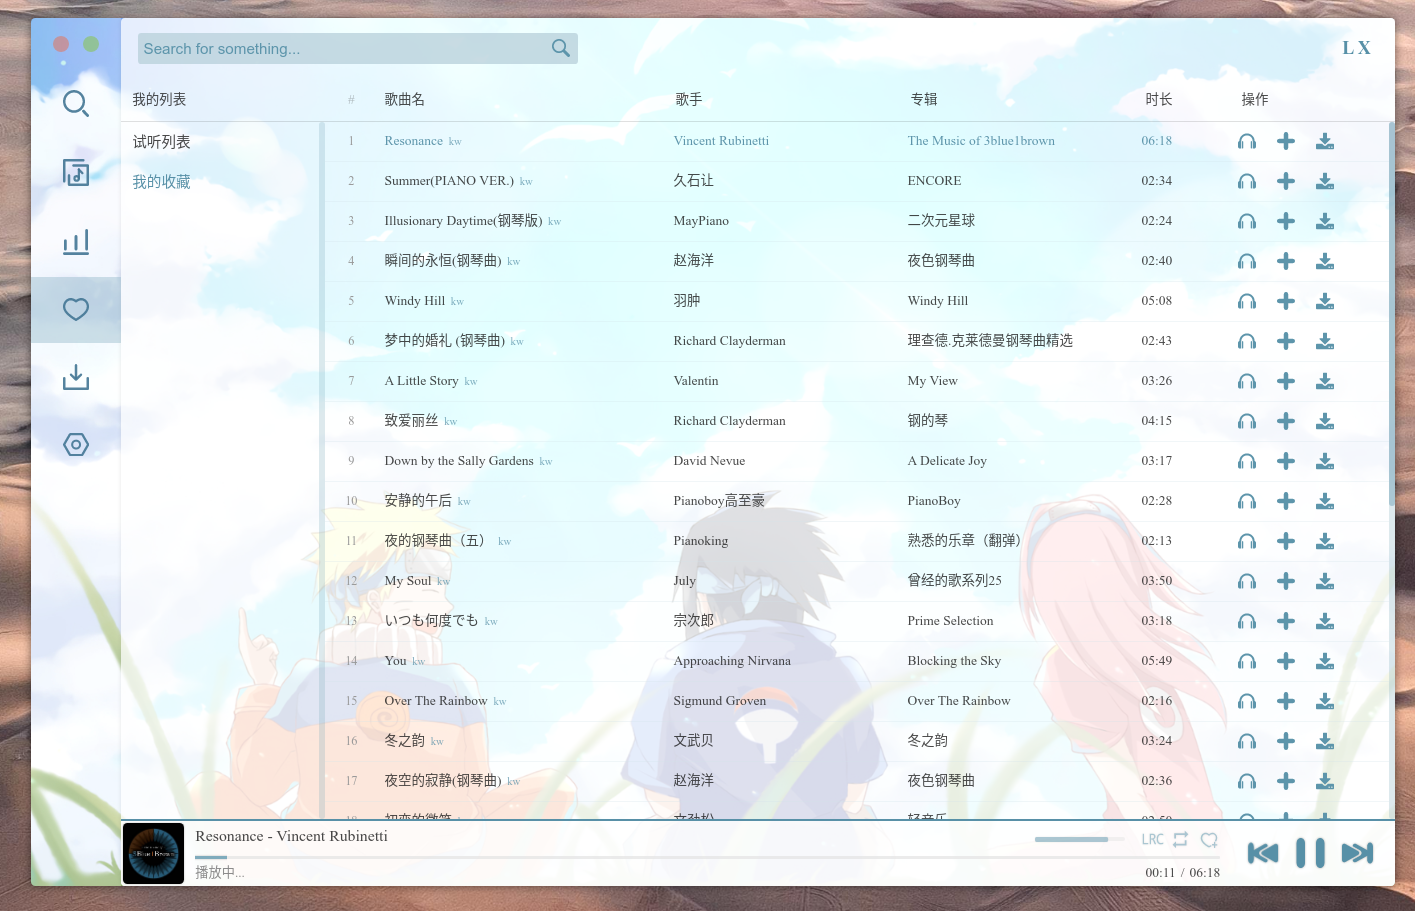 Search for something...
LX
我的列表
# 歌曲名 歌手 专辑 时长 操作
试听列表
我的收藏
1 Resonance kw Vincent Rubinetti The Music of 3blue1brown 06:18
2 Summer(PIANO VER.) kw 久石让 ENCORE 02:34
3 Illusionary Daytime(钢琴版) kw MayPiano 二次元星球 02:24
4 瞬间的永恒(钢琴曲) kw 赵海洋 夜色钢琴曲 02:40
5 Windy Hill kw 羽肿 Windy Hill 05:08
6 梦中的婚礼 (钢琴曲) kw Richard Clayderman 理查德.克莱德曼钢琴曲精选 02:43
7 A Little Story kw Valentin My View 03:26
8 致爱丽丝 kw Richard Clayderman 钢的琴 04:15
9 Down by the Sally Gardens kw David Nevue A Delicate Joy 03:17
10 安静的午后 kw Pianoboy高至豪 PianoBoy 02:28
11 夜的钢琴曲（五） kw Pianoking 熟悉的乐章（翻弹） 02:13
12 My Soul kw July 曾经的歌系列25 03:50
13 いつも何度でも kw 宗次郎 Prime Selection 03:18
14 You kw Approaching Nirvana Blocking the Sky 05:49
15 Over The Rainbow kw Sigmund Groven Over The Rainbow 02:16
16 冬之韵 kw 文武贝 冬之韵 03:24
17 夜空的寂静(钢琴曲) kw 赵海洋 夜色钢琴曲 02:36
Resonance - Vincent Rubinetti
LRC
播放中...
00:11 / 06:18